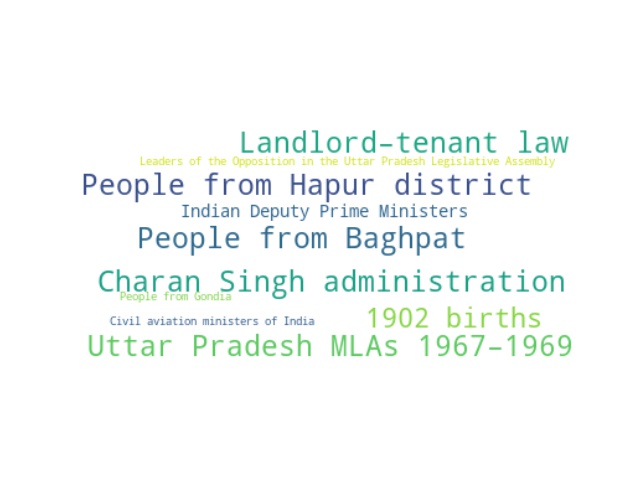 Landlord–tenant law
Leaders of the Opposition in the Uttar Pradesh Legislative Assembly
People from Hapur district
Indian Deputy Prime Ministers
People from Baghpat
Charan Singh administration
People from Gondia
Civil aviation ministers of India
1902 births
Uttar Pradesh MLAs 1967–1969